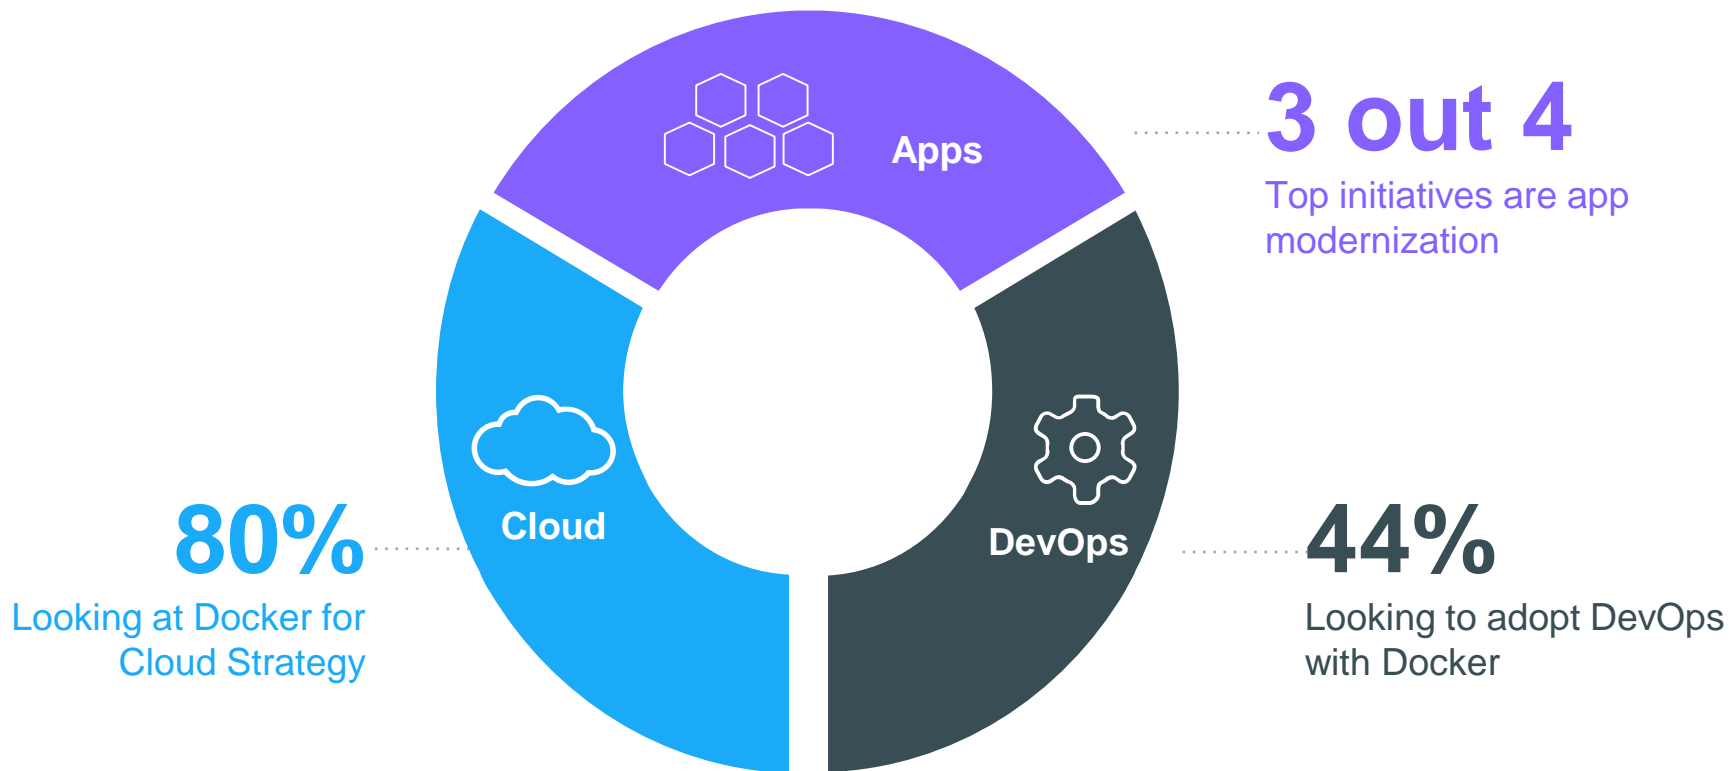 Apps
3 out 4
Top initiatives are app
modernization
Cloud
80%
Looking at Docker for
Cloud Strategy
DevOps
44%
Looking to adopt DevOps
with Docker